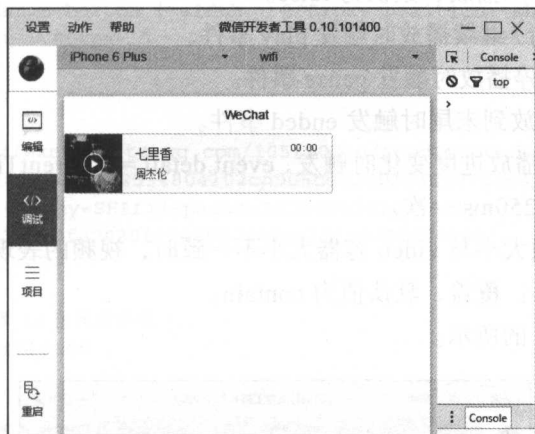 设置 动作 帮助 微信开发者工具 0.10.101400
iPhone 6 Plus wifi Console
top
WeChat
编辑
七里香 00:00
周杰伦
调试
项目
重启
Console